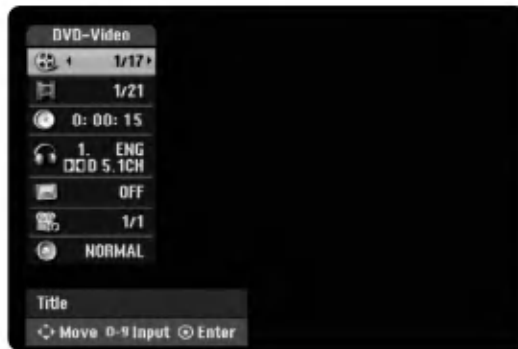 DVD-Video
1/17
1/21
0: 00: 15
1. ENG
D 5.1CH
OFF
1/1
NORMAL
Title
Move 0-9 Input Enter